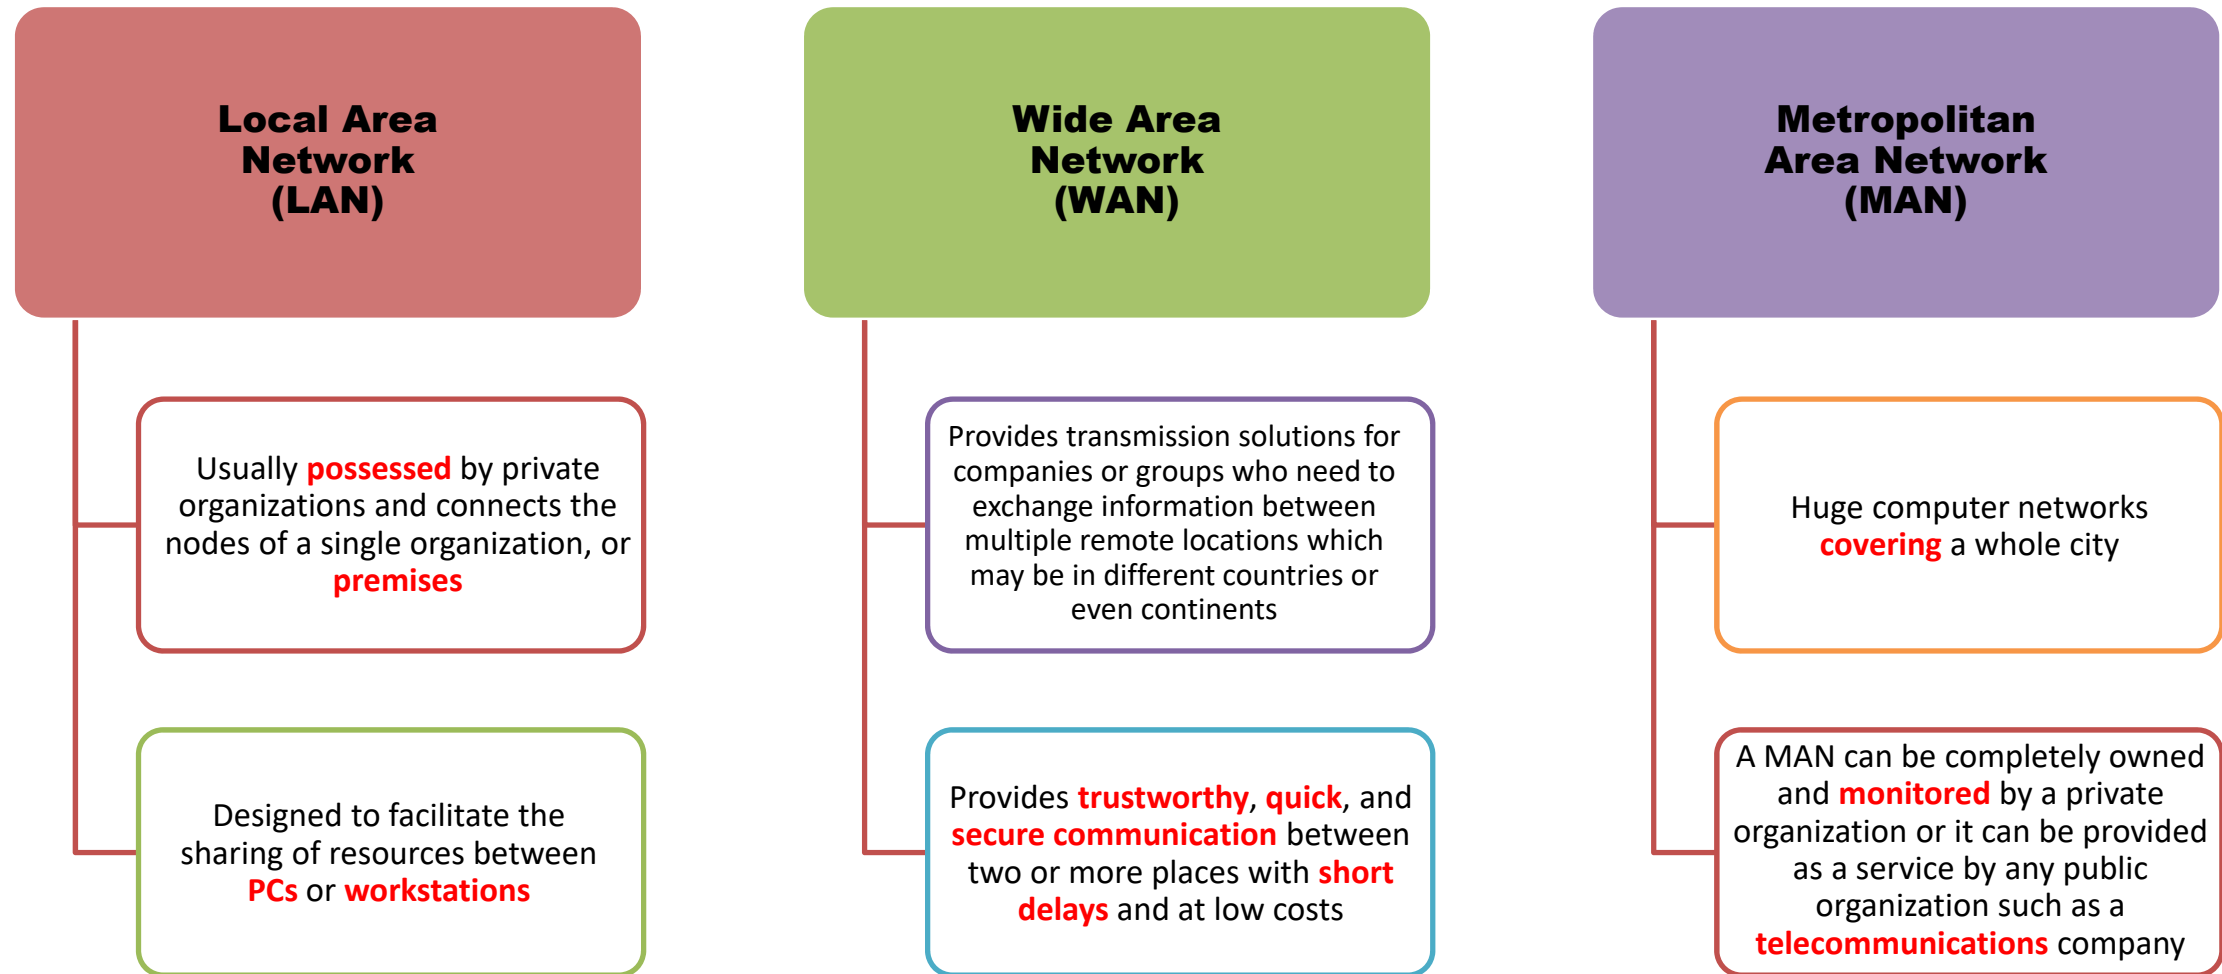 Local Area
Network
(LAN)
Usually possessed by private
organizations and connects the
nodes of a single organization, or
premises
Designed to facilitate the
sharing of resources between
PCs or workstations
Wide Area
Network
(WAN)
Provides transmission solutions for
companies or groups who need to
exchange information between
multiple remote locations which
may be in different countries or
even continents
Provides trustworthy, quick, and
secure communication between
two or more places with short
delays and at low costs
Metropolitan
Area Network
(MAN)
Huge computer networks
covering a whole city
A MAN can be completely owned
and monitored by a private
organization or it can be provided
as a service by any public
organization such as a
telecommunications company